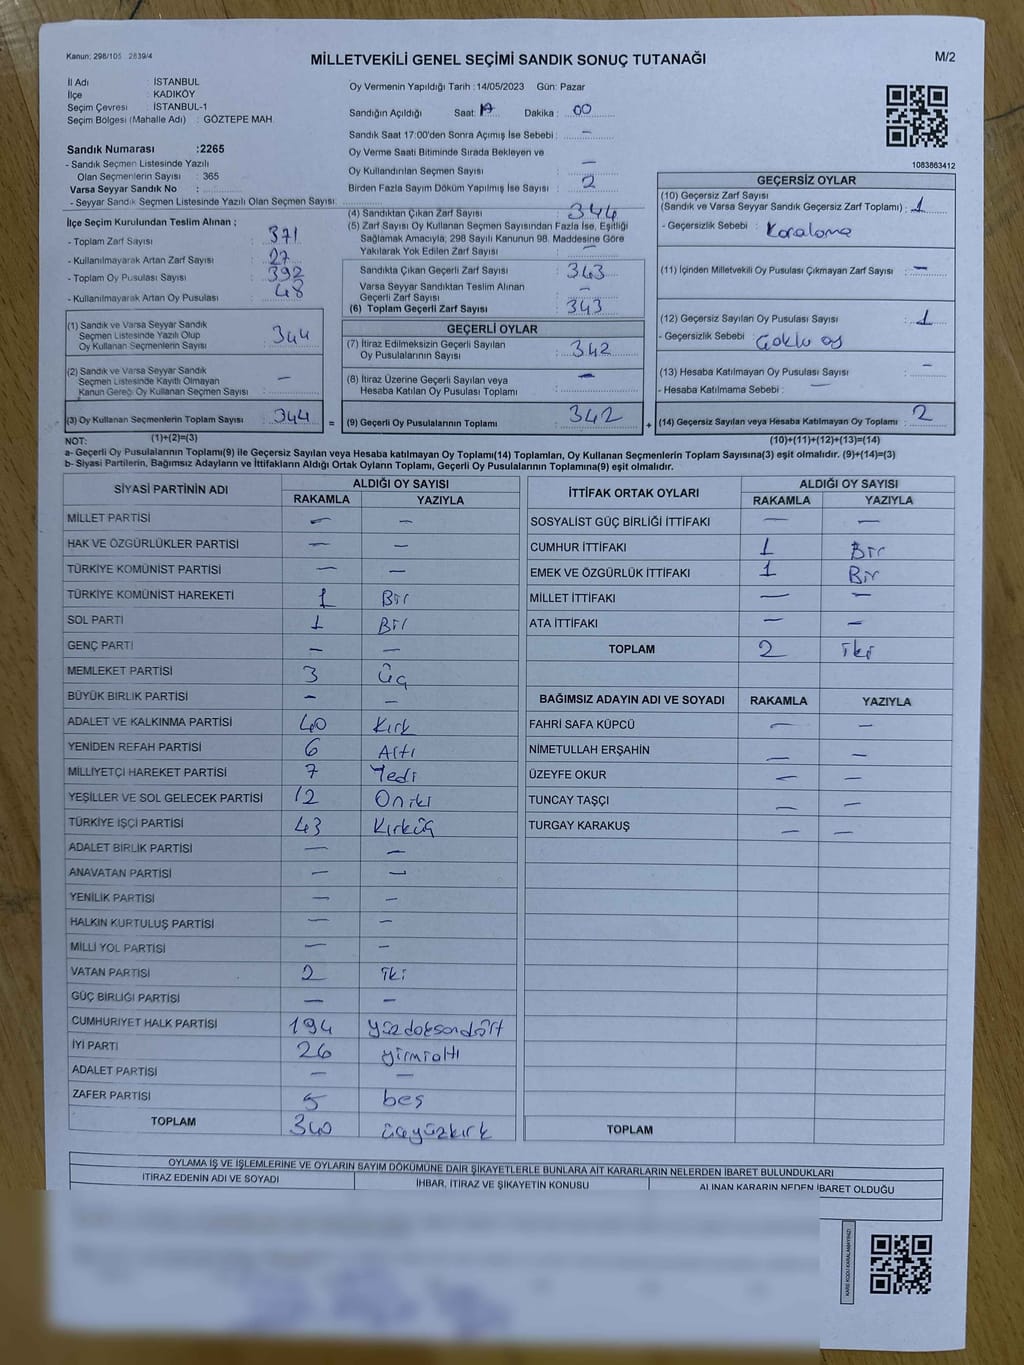 Kanun: 298/105 2839/4
MİLLETVEKİLİ GENEL SEÇİMİ SANDIK SONUÇ TUTANAĞI
M/2
İl Adı : İSTANBUL
İlçe : KADIKÖY
Seçim Çevresi : İSTANBUL-1
Seçim Bölgesi (Mahalle Adı) : GÖZTEPE MAH.
Oy Vermenin Yapıldığı Tarih : 14/05/2023 Gün: Pazar
Sandığın Açıldığı Saat: 17 Dakika : 00
Sandık Saat 17:00'den Sonra Açımış İse Sebebi : —
Oy Verme Saati Bitiminde Sırada Bekleyen ve
Oy Kullandırılan Seçmen Sayısı —
Birden Fazla Sayım Döküm Yapılmış İse Sayısı : 2
1083863412
Sandık Numarası :2265
- Sandık Seçmen Listesinde Yazılı
Olan Seçmenlerin Sayısı : 365
Varsa Seyyar Sandık No :
- Seyyar Sandık Seçmen Listesinde Yazılı Olan Seçmen Sayısı:
İlçe Seçim Kurulundan Teslim Alınan ;
- Toplam Zarf Sayısı : 371
- Kullanılmayarak Artan Zarf Sayısı : 27
- Toplam Oy Pusulası Sayısı : 392
- Kullanılmayarak Artan Oy Pusulası : 48
(1) Sandık ve Varsa Seyyar Sandık
Seçmen Listesinde Yazılı Olup
Oy Kullanan Seçmenlerin Sayısı : 344
(2) Sandık ve Varsa Seyyar Sandık
Seçmen Listesinde Kayıtlı Olmayan
Kanun Gereği Oy Kullanan Seçmen Sayısı : —
(3) Oy Kullanan Seçmenlerin Toplam Sayısı : 344
(1)+(2)=(3)
(4) Sandıktan Çıkan Zarf Sayısı : 344
(5) Zarf Sayısı Oy Kullanan Seçmen Sayısından Fazla İse, Eşitliği
Sağlamak Amacıyla; 298 Sayılı Kanunun 98. Maddesine Göre
Yakılarak Yok Edilen Zarf Sayısı : —
Sandıkta Çıkan Geçerli Zarf Sayısı : 343
Varsa Seyyar Sandıktan Teslim Alınan
Geçerli Zarf Sayısı : —
(6) Toplam Geçerli Zarf Sayısı : 343
GEÇERLİ OYLAR
(7) İtiraz Edilmeksizin Geçerli Sayılan
Oy Pusulalarının Sayısı : 342
(8) İtiraz Üzerine Geçerli Sayılan veya
Hesaba Katılan Oy Pusulası Toplamı : —
= (9) Geçerli Oy Pusulalarının Toplamı : 342
GEÇERSİZ OYLAR
(10) Geçersiz Zarf Sayısı
(Sandık ve Varsa Seyyar Sandık Geçersiz Zarf Toplamı) : 1
- Geçersizlik Sebebi : Karalama
(11) İçinden Milletvekili Oy Pusulası Çıkmayan Zarf Sayısı : —
(12) Geçersiz Sayılan Oy Pusulası Sayısı : 1
- Geçersizlik Sebebi : Çoklu oy
(13) Hesaba Katılmayan Oy Pusulası Sayısı : —
- Hesaba Katılmama Sebebi : —
+ (14) Geçersiz Sayılan veya Hesaba Katılmayan Oy Toplamı : 2
(10)+(11)+(12)+(13)=(14)
NOT:
a- Geçerli Oy Pusulalarının Toplamı(9) ile Geçersiz Sayılan veya Hesaba katılmayan Oy Toplamı(14) Toplamları, Oy Kullanan Seçmenlerin Toplam Sayısına(3) eşit olmalıdır. (9)+(14)=(3)
b- Siyasi Partilerin, Bağımsız Adayların ve İttifakların Aldığı Ortak Oyların Toplamı, Geçerli Oy Pusulalarının Toplamına(9) eşit olmalıdır.
SİYASİ PARTİNİN ADI ALDIĞI OY SAYISI
RAKAMLA YAZIYLA
MİLLET PARTİSİ — —
HAK VE ÖZGÜRLÜKLER PARTİSİ — —
TÜRKİYE KOMÜNİST PARTİSİ — —
TÜRKİYE KOMÜNİST HAREKETİ 1 Bir
SOL PARTİ 1 Bir
GENÇ PARTİ — —
MEMLEKET PARTİSİ 3 üç
BÜYÜK BİRLİK PARTİSİ — —
ADALET VE KALKINMA PARTİSİ 40 Kırk
YENİDEN REFAH PARTİSİ 6 Altı
MİLLİYETÇİ HAREKET PARTİSİ 7 Yedi
YEŞİLLER VE SOL GELECEK PARTİSİ 12 Oniki
TÜRKİYE İŞÇİ PARTİSİ 43 Kırküç
ADALET BİRLİK PARTİSİ — —
ANAVATAN PARTİSİ — —
YENİLİK PARTİSİ — —
HALKIN KURTULUŞ PARTİSİ — —
MİLLİ YOL PARTİSİ — —
VATAN PARTİSİ 2 iki
GÜÇ BİRLİĞİ PARTİSİ — —
CUMHURİYET HALK PARTİSİ 194 yüzdoksandört
İYİ PARTİ 26 yirmialtı
ADALET PARTİSİ — —
ZAFER PARTİSİ 5 beş
TOPLAM 340 üçyüzkırk
İTTİFAK ORTAK OYLARI ALDIĞI OY SAYISI
RAKAMLA YAZIYLA
SOSYALİST GÜÇ BİRLİĞİ İTTİFAKI — —
CUMHUR İTTİFAKI 1 Bir
EMEK VE ÖZGÜRLÜK İTTİFAKI 1 Bir
MİLLET İTTİFAKI — —
ATA İTTİFAKI — —
TOPLAM 2 iki
BAĞIMSIZ ADAYIN ADI VE SOYADI RAKAMLA YAZIYLA
FAHRİ SAFA KÜPCÜ — —
NİMETULLAH ERŞAHİN — —
ÜZEYFE OKUR — —
TUNCAY TAŞÇI — —
TURGAY KARAKUŞ — —
TOPLAM
OYLAMA İŞ VE İŞLEMLERİNE VE OYLARIN SAYIM DÖKÜMÜNE DAİR ŞİKAYETLERLE BUNLARA AİT KARARLARIN NELERDEN İBARET BULUNDUKLARI
İTİRAZ EDENİN ADI VE SOYADI İHBAR, İTİRAZ VE ŞİKAYETİN KONUSU ALINAN KARARIN NEDEN İBARET OLDUĞU
KARE KODU KARALAMAYINIZ!